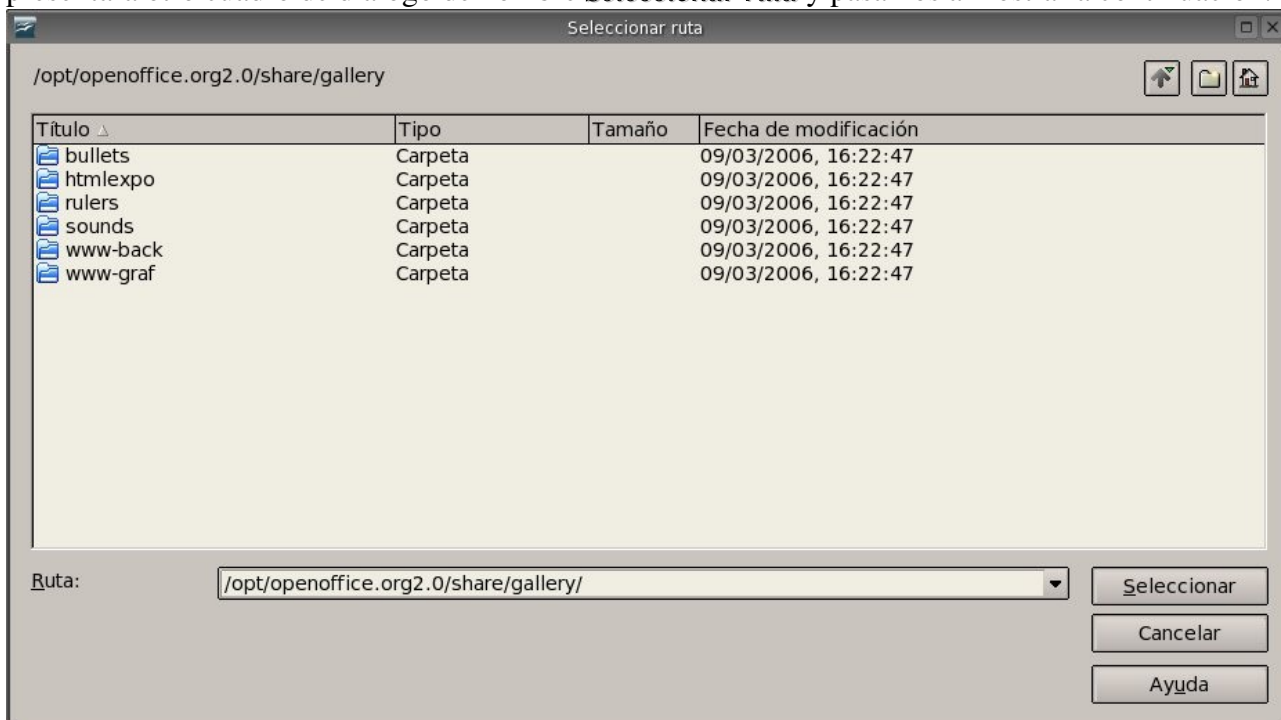 Seleccionar ruta
/opt/openoffice.org2.0/share/gallery
Título Tipo Tamaño Fecha de modificación
bullets Carpeta 09/03/2006, 16:22:47
htmlexpo Carpeta 09/03/2006, 16:22:47
rulers Carpeta 09/03/2006, 16:22:47
sounds Carpeta 09/03/2006, 16:22:47
www-back Carpeta 09/03/2006, 16:22:47
www-graf Carpeta 09/03/2006, 16:22:47
Ruta: /opt/openoffice.org2.0/share/gallery/ Seleccionar
Cancelar
Ayuda